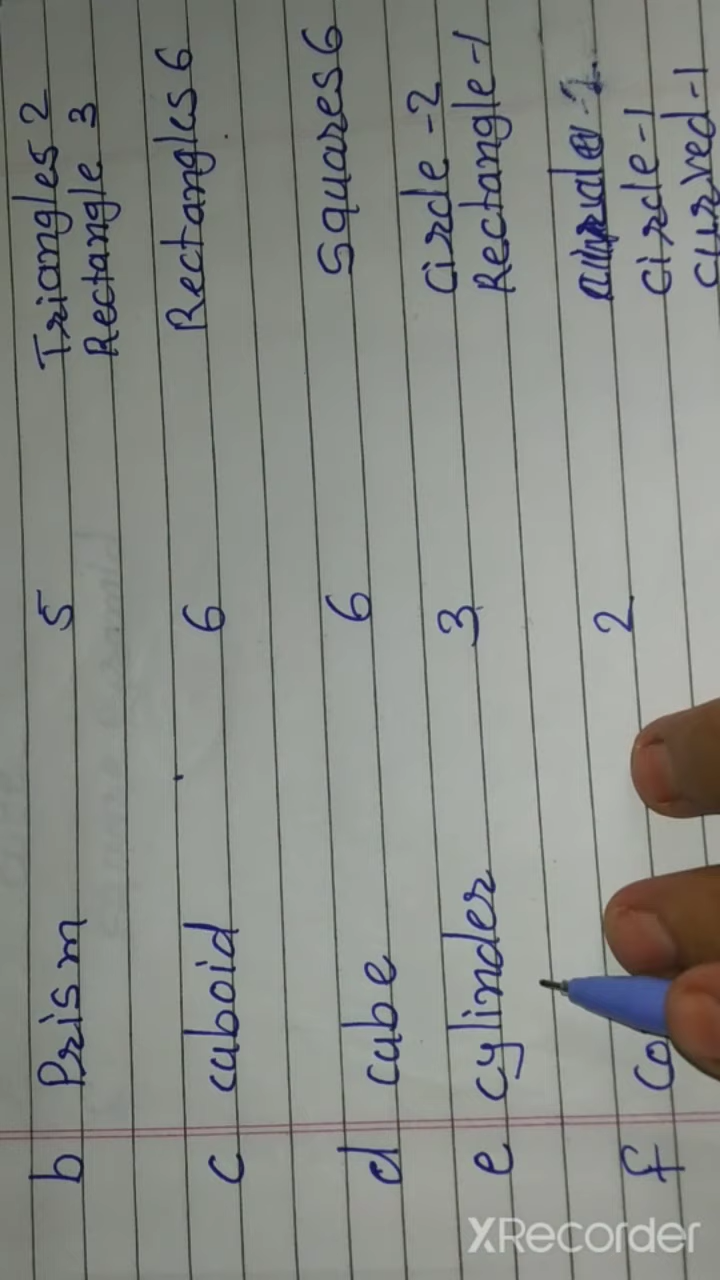 b Prism 5 Triangles 2
Rectangle 3
c cuboid 6 Rectangles 6
d cube 6 Squares 6
e cylinder 3 circle - 2
Rectangle - 1
f co 2
circle - 1
curved - 1
XRecorder